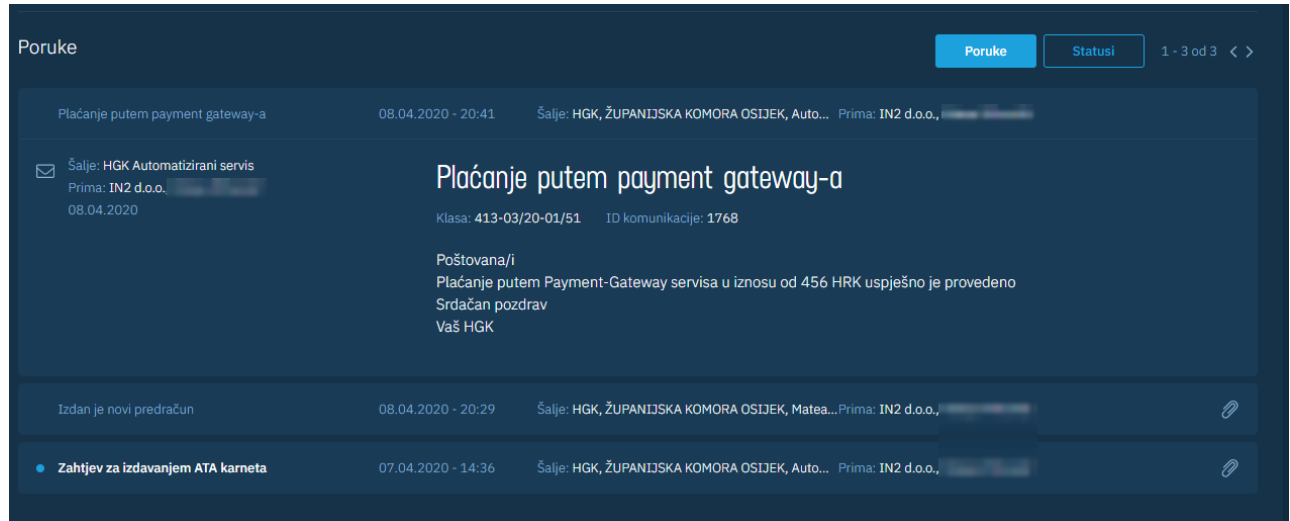 Poruke
Poruke Statusi 1 - 3 od 3
Plaćanje putem payment gateway-a 08.04.2020 - 20:41 Šalje: HGK, ŽUPANIJSKA KOMORA OSIJEK, Auto... Prima: IN2 d.o.o.,
Šalje: HGK Automatizirani servis
Prima: IN2 d.o.o.
08.04.2020
Plaćanje putem payment gateway-a
Klasa: 413-03/20-01/51 ID komunikacije: 1768
Poštovana/i
Plaćanje putem Payment-Gateway servisa u iznosu od 456 HRK uspješno je provedeno
Srdačan pozdrav
Vaš HGK
Izdan je novi predračun 08.04.2020 - 20:29 Šalje: HGK, ŽUPANIJSKA KOMORA OSIJEK, Matea... Prima: IN2 d.o.o.,
Zahtjev za izdavanjem ATA karneta 07.04.2020 - 14:36 Šalje: HGK, ŽUPANIJSKA KOMORA OSIJEK, Auto... Prima: IN2 d.o.o.,